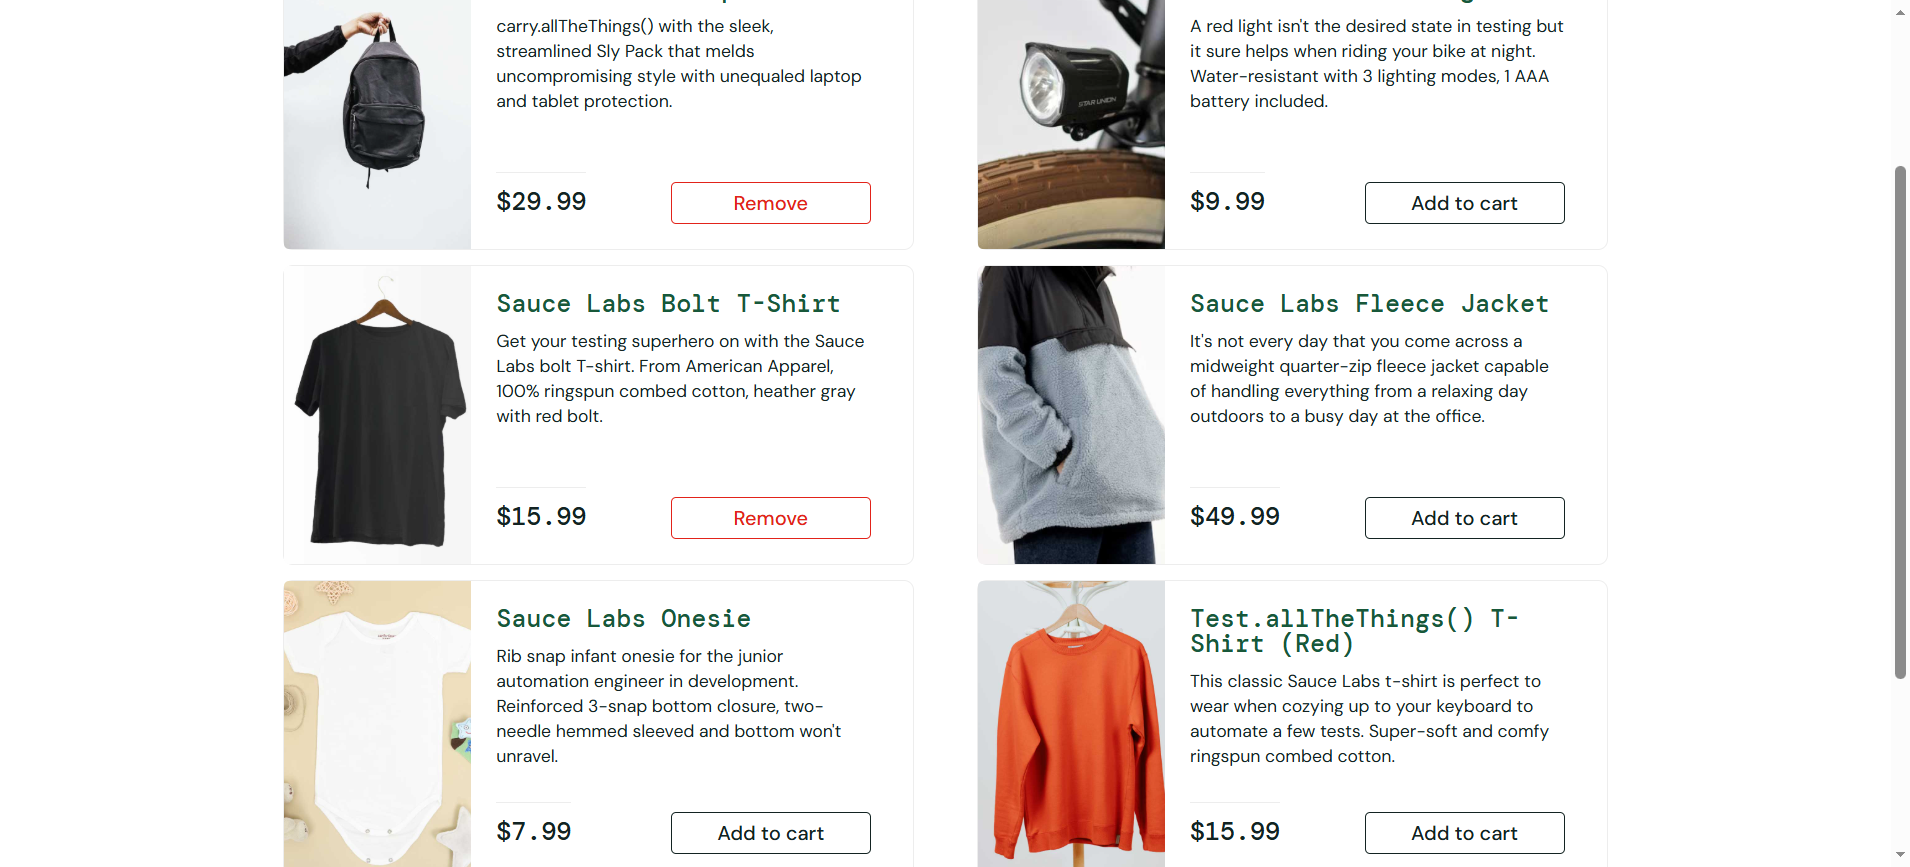 carry.allTheThings() with the sleek,
streamlined Sly Pack that melds
uncompromising style with unequaled laptop
and tablet protection.
$29.99
Remove
A red light isn't the desired state in testing but
it sure helps when riding your bike at night.
Water-resistant with 3 lighting modes, 1 AAA
battery included.
STAR UNION
$9.99
Add to cart
Sauce Labs Bolt T-Shirt
Get your testing superhero on with the Sauce
Labs bolt T-shirt. From American Apparel,
100% ringspun combed cotton, heather gray
with red bolt.
$15.99
Remove
Sauce Labs Fleece Jacket
It's not every day that you come across a
midweight quarter-zip fleece jacket capable
of handling everything from a relaxing day
outdoors to a busy day at the office.
$49.99
Add to cart
Sauce Labs Onesie
Rib snap infant onesie for the junior
automation engineer in development.
Reinforced 3-snap bottom closure, two-
needle hemmed sleeved and bottom won't
unravel.
$7.99
Add to cart
Test.allTheThings() T-
Shirt (Red)
This classic Sauce Labs t-shirt is perfect to
wear when cozying up to your keyboard to
automate a few tests. Super-soft and comfy
ringspun combed cotton.
$15.99
Add to cart